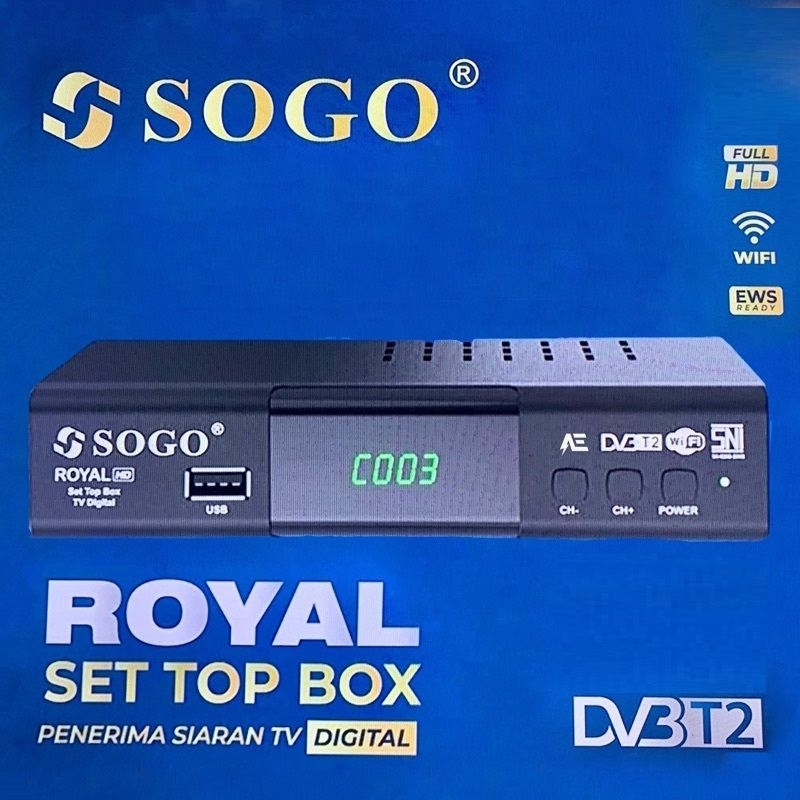 SOGO®
FULL
HD
WIFI
EWS
READY
SOGO®
ROYAL HD
Set Top Box
TV Digital
USB
C003
AE DVB T2 WiFi SNI
CH- CH+ POWER
ROYAL
SET TOP BOX
PENERIMA SIARAN TV DIGITAL
DVB T2